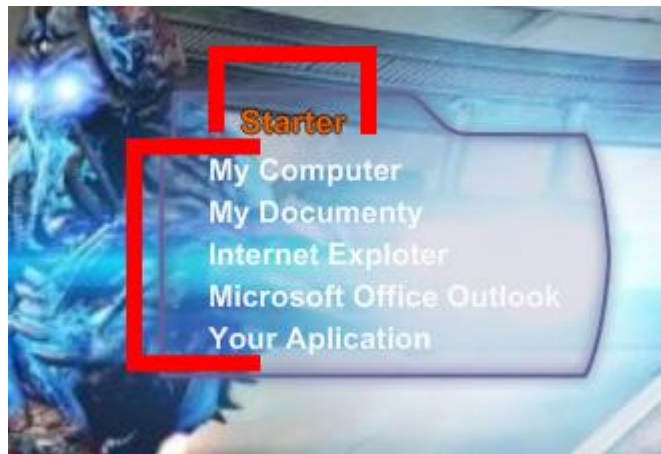 Starter
My Computer
My Documenty
Internet Exploter
Microsoft Office Outlook
Your Aplication